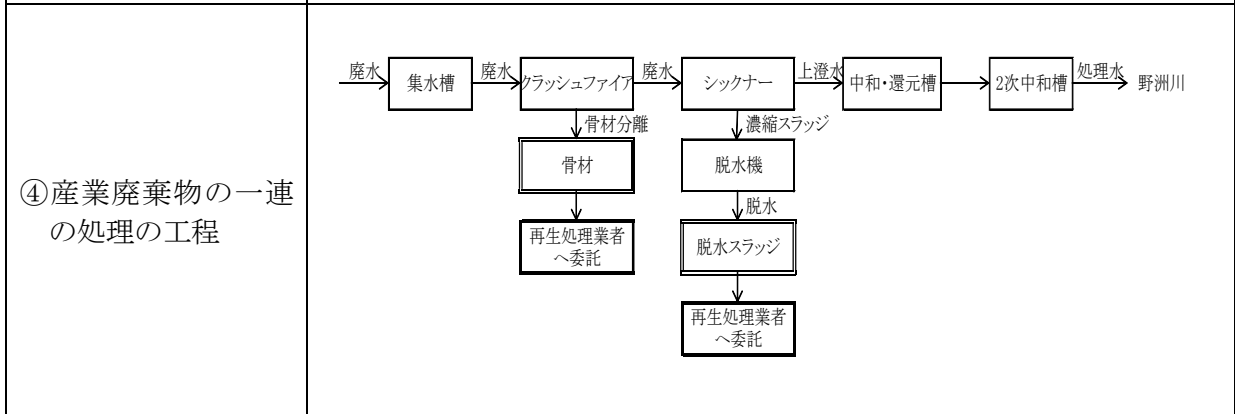 ④産業廃棄物の一連
の処理の工程
廃水
集水槽
廃水
クラッシュファイア
廃水
シックナー
上澄水
中和・還元槽
2次中和槽
処理水
野洲川
骨材分離
濃縮スラッジ
骨材
脱水機
脱水
再生処理業者
へ委託
脱水スラッジ
再生処理業者
へ委託